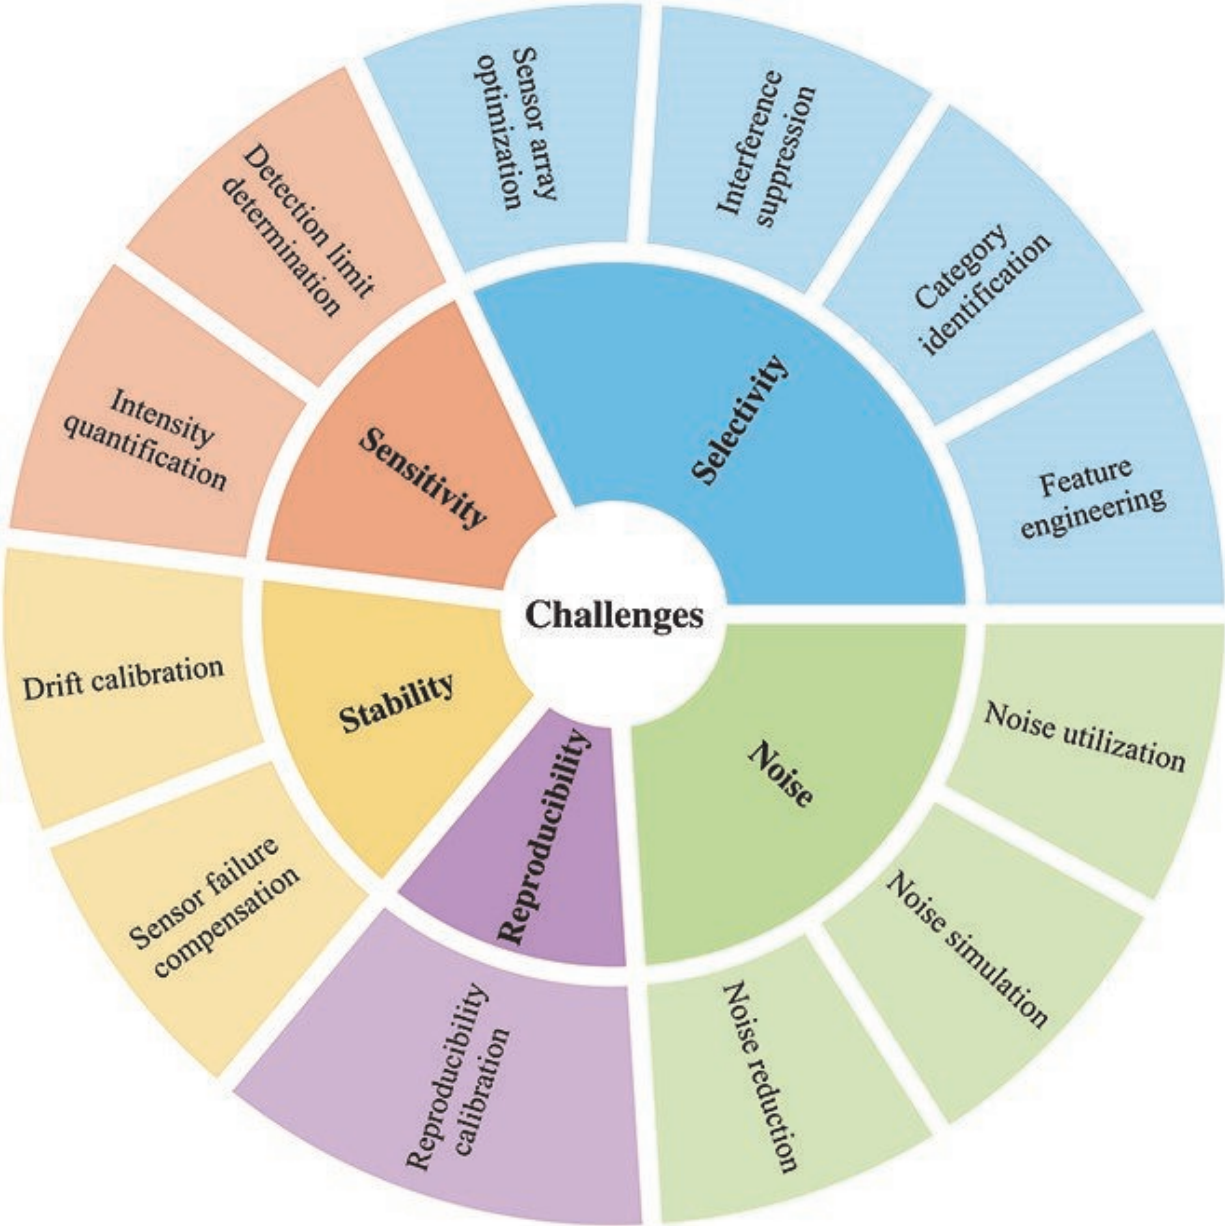 Challenges
Selectivity
Sensor array
optimization
Interference
suppression
Category
identification
Feature
engineering
Noise
Noise utilization
Noise simulation
Noise reduction
Reproducibility
Reproducibility
calibration
Stability
Sensor failure
compensation
Drift calibration
Sensitivity
Intensity
quantification
Detection limit
determination